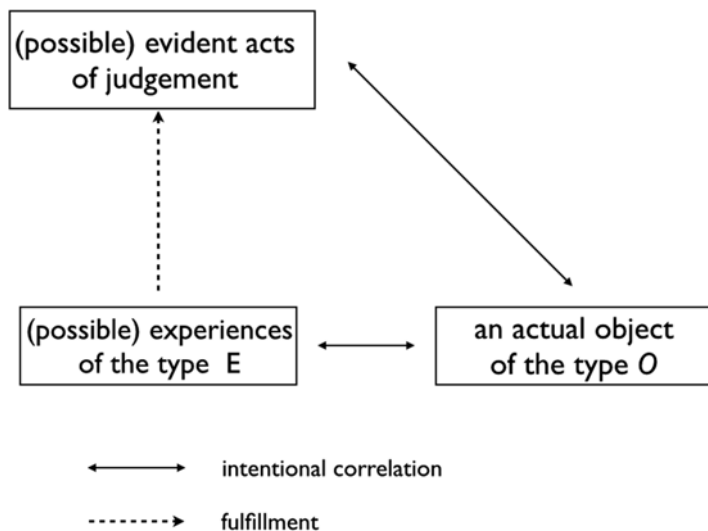 (possible) evident acts
of judgement
(possible) experiences
of the type E
an actual object
of the type O
intentional correlation
fulfillment